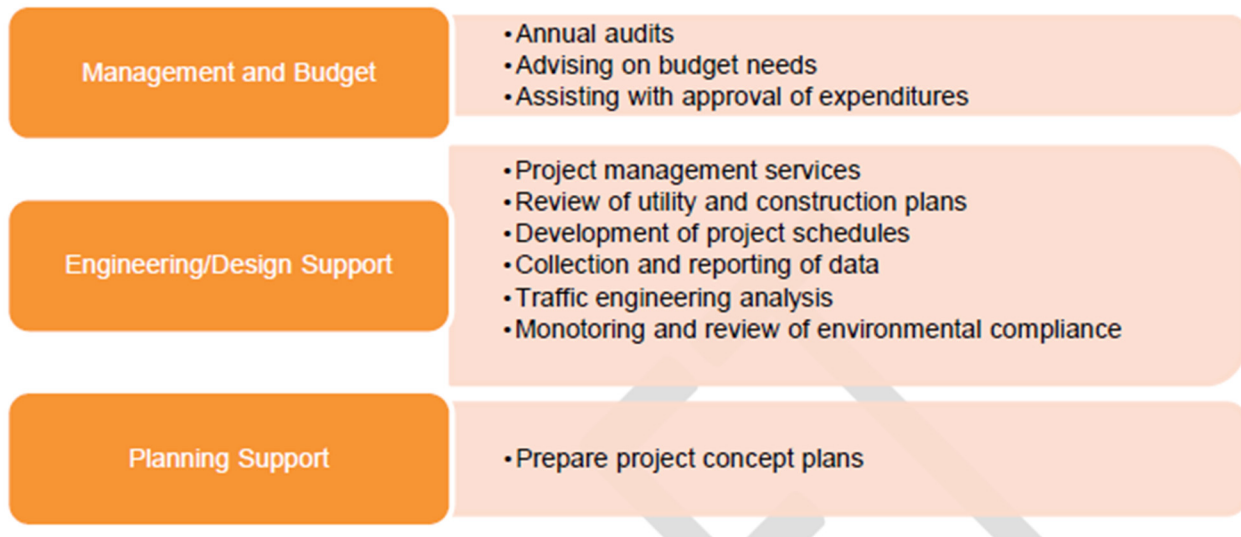 Management and Budget
•Annual audits
•Advising on budget needs
•Assisting with approval of expenditures
Engineering/Design Support
•Project management services
•Review of utility and construction plans
•Development of project schedules
•Collection and reporting of data
•Traffic engineering analysis
•Monotoring and review of environmental compliance
Planning Support
•Prepare project concept plans